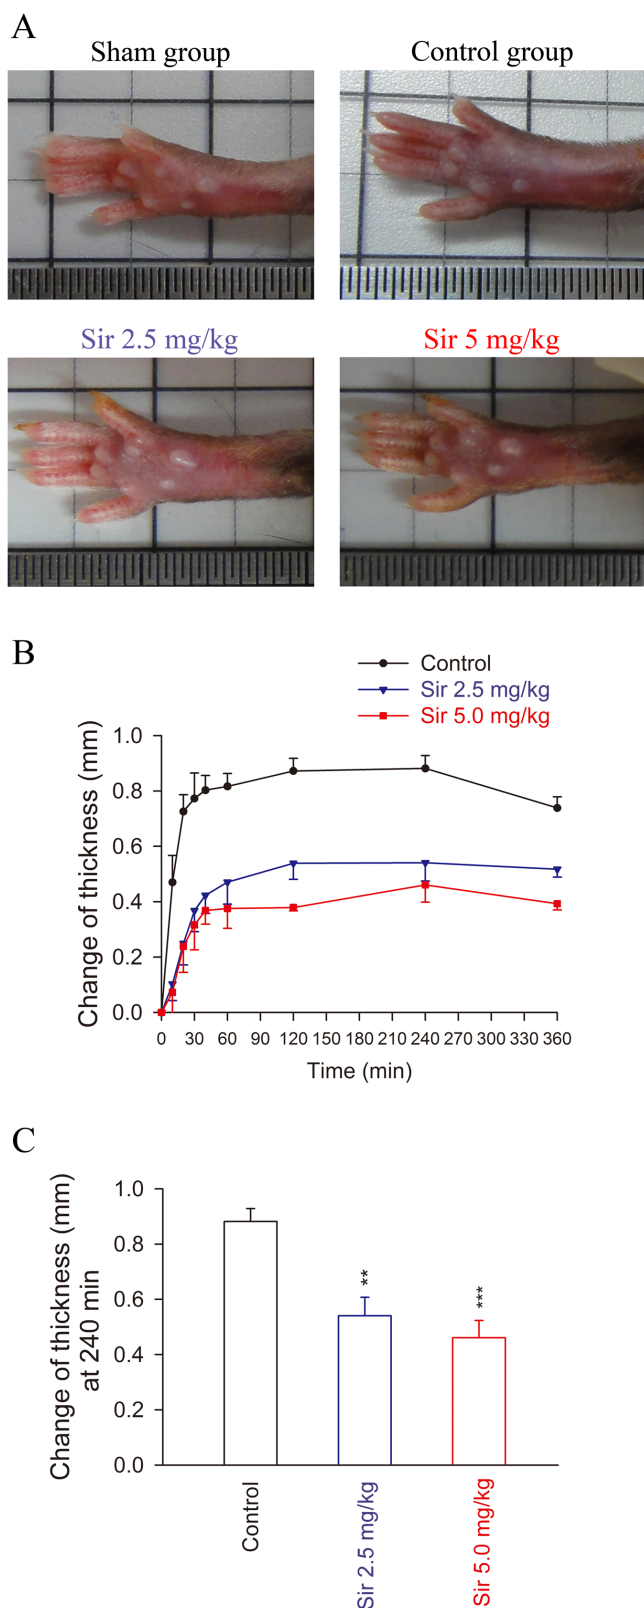 A
Sham group
Control group
Sir 2.5 mg/kg
Sir 5 mg/kg
B
Control
Sir 2.5 mg/kg
Sir 5.0 mg/kg
Change of thickness (mm)
1.0
0.8
0.6
0.4
0.2
0.0
0 30 60 90 120 150 180 210 240 270 300 330 360
Time (min)
C
Change of thickness (mm)
at 240 min
1.0
0.8
0.6
0.4
0.2
0.0
**
***
Control
Sir 2.5 mg/kg
Sir 5.0 mg/kg